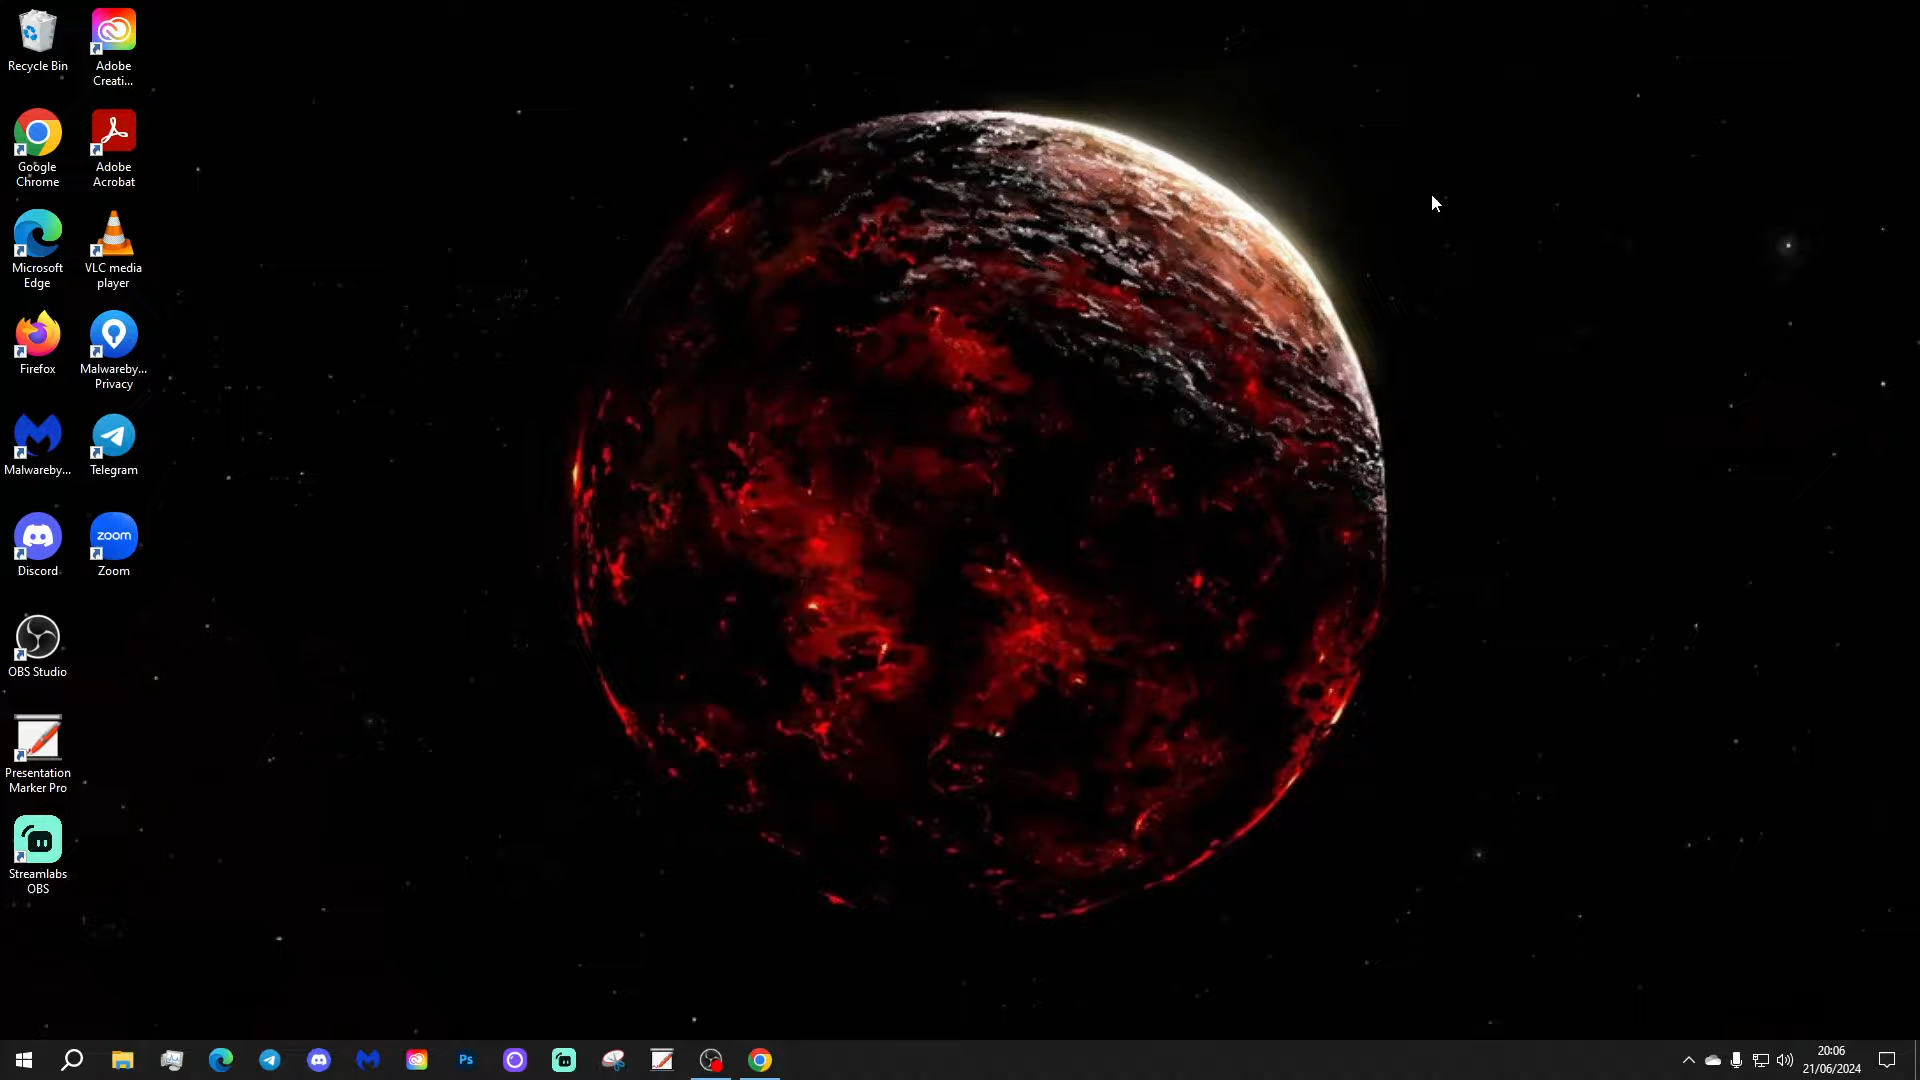 Recycle Bin
Adobe
Creati...
Google
Chrome
Adobe
Acrobat
Microsoft
Edge
VLC media
player
Firefox
Malwareby...
Privacy
Malwareby...
Telegram
Discord
zoom
Zoom
OBS Studio
Presentation
Marker Pro
Streamlabs
OBS
Ps
20:06
21/06/2024